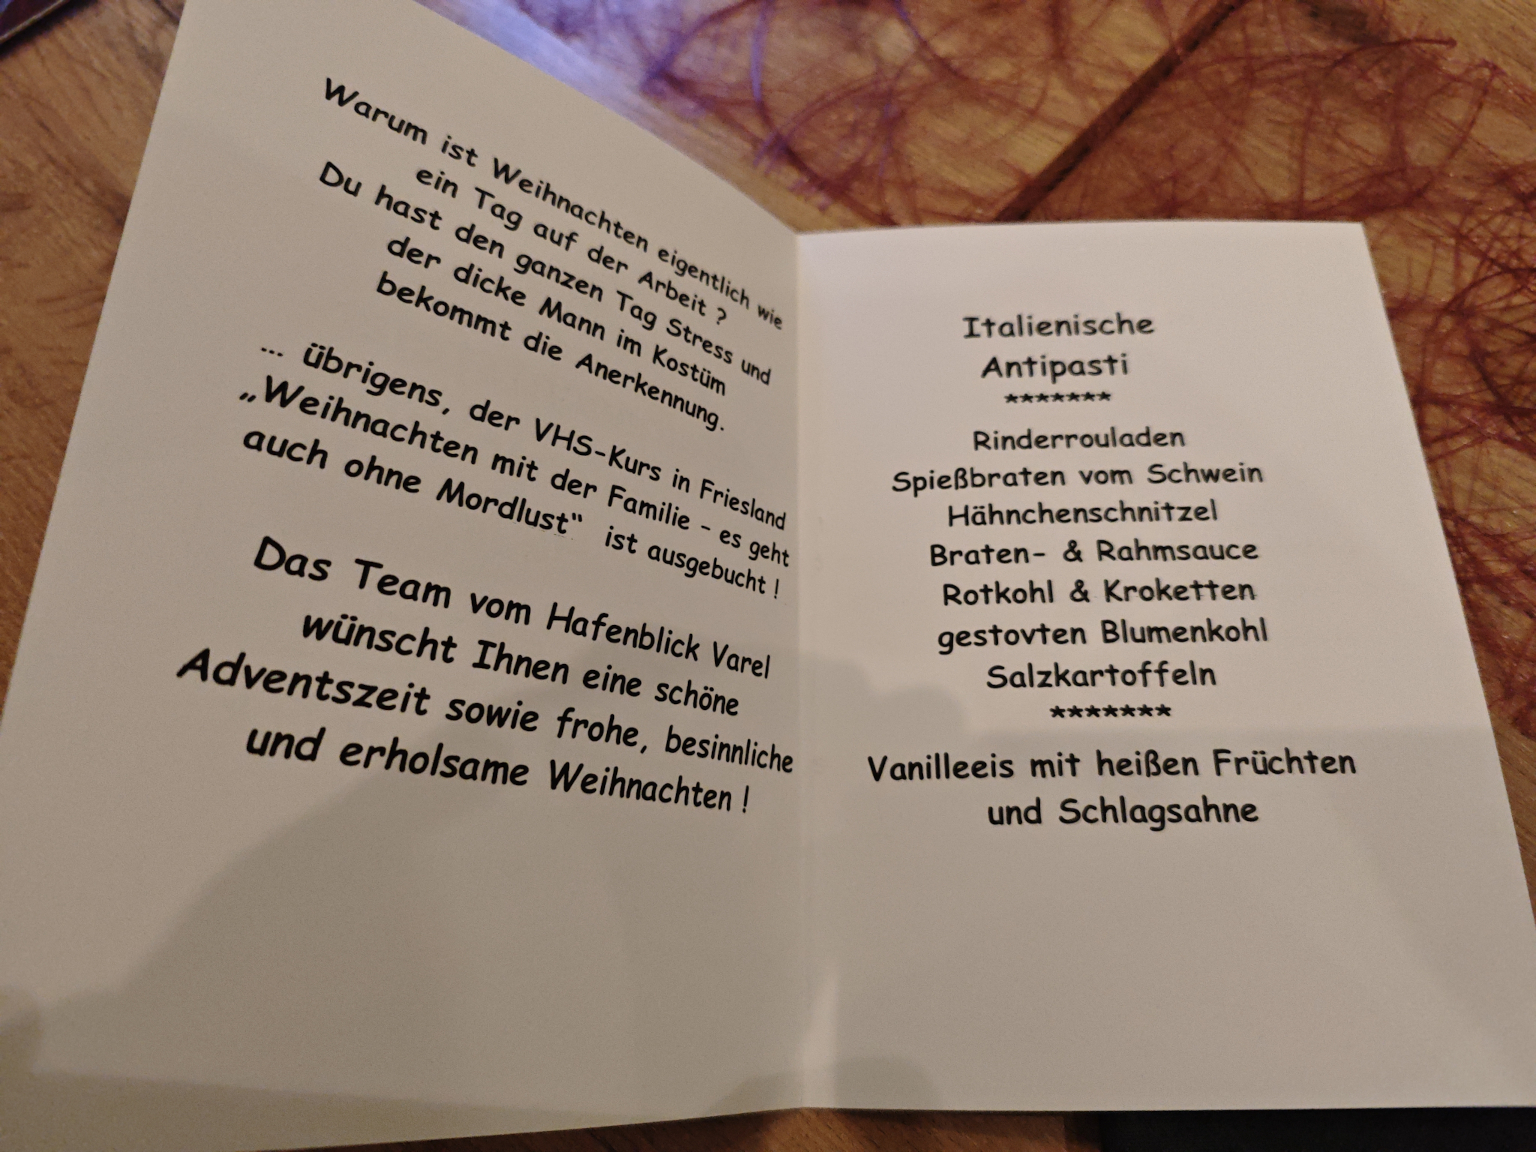 Warum ist Weihnachten eigentlich wie
ein Tag auf der Arbeit ?
Du hast den ganzen Tag Stress und
der dicke Mann im Kostüm
bekommt die Anerkennung.
... übrigens, der VHS-Kurs in Friesland
„Weihnachten mit der Familie - es geht
auch ohne Mordlust" ist ausgebucht !
Das Team vom Hafenblick Varel
wünscht Ihnen eine schöne
Adventszeit sowie frohe, besinnliche
und erholsame Weihnachten !
Italienische
Antipasti
*******
Rinderrouladen
Spießbraten vom Schwein
Hähnchenschnitzel
Braten- & Rahmsauce
Rotkohl & Kroketten
gestovten Blumenkohl
Salzkartoffeln
*******
Vanilleeis mit heißen Früchten
und Schlagsahne